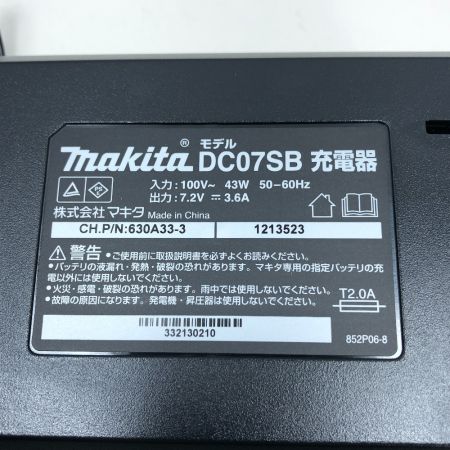 モデル
makita® DC07SB 充電器
入力:100V~ 43W 50-60Hz
出力:7.2V ⎓ 3.6A
株式会社マキタ Made in China
CH.P/N:630A33-3 1213523
⚠警告 •ご使用前に取扱説明書を必ずよくお読みください。
•バッテリの液漏れ・発熱・破裂の恐れがあります。マキタ専用の指定バッテリの充
電以外には使用しないでください。
•火災・感電・破裂の恐れがあります。雨中では使用しないでください。
•故障の原因になります。発電機・昇圧器は使用しないでください。
T2.0A
332130210
852P06-8